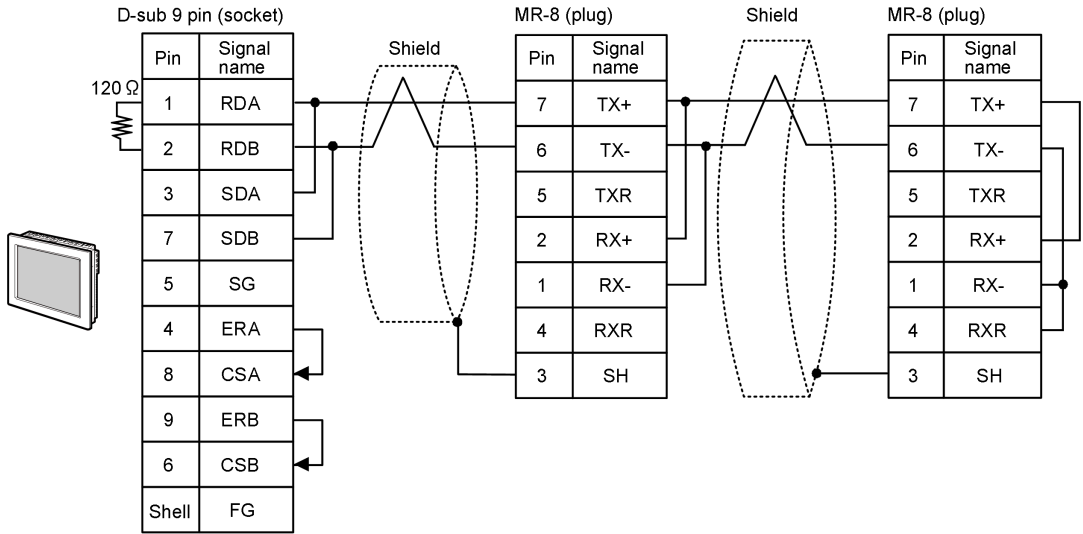 D-sub 9 pin (socket)
MR-8 (plug)
Shield
MR-8 (plug)
Shield
Pin
Signal name
Pin
Signal name
Pin
Signal name
120 Ω
1 RDA
7 TX+
7 TX+
2 RDB
6 TX-
6 TX-
3 SDA
5 TXR
5 TXR
7 SDB
2 RX+
2 RX+
5 SG
1 RX-
1 RX-
4 ERA
4 RXR
4 RXR
8 CSA
3 SH
3 SH
9 ERB
6 CSB
Shell FG